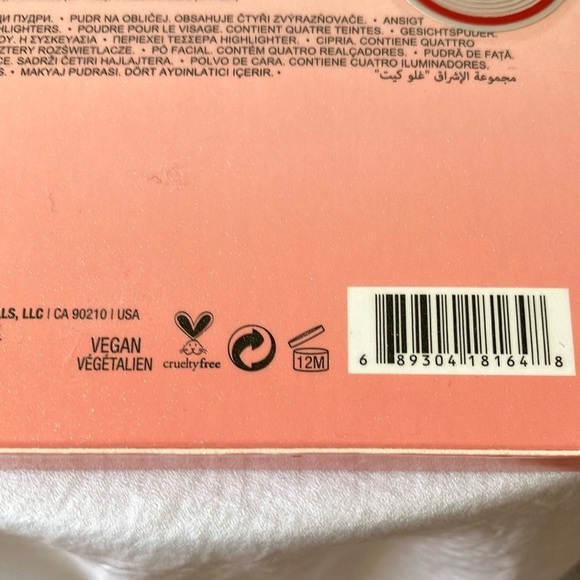 ЩИ ПУДРИ. • PUDR NA OBLIČEJ. OBSAHUJE ČTYŘI ZVÝRAZŇOVAČE. • ANSIGT
HLIGHTERS. • POUDRE POUR LE VISAGE. CONTIENT QUATRE TEINTES. • GESICHTSPUDER.
ΟΥ. Η ΣΥΣΚΕΥΑΣΙΑ • ΠΕΡΙΕΧΕΙ ΤΕΣΣΕΡΑ HIGHLIGHTER. • CIPRIA. CONTIENE QUATTRO
ZTERY ROZŚWIETLACZE. • PÓ FACIAL. CONTÉM QUATRO REALÇADORES. • PUDRĂ DE FAȚĂ.
CE. SADRŽI ČETIRI HAJLAJTERA. • POLVO DE CARA. CONTIENE CUATRO ILUMINADORES.
S. • MAKYAJ PUDRASI. DÖRT AYDINLATICI İÇERIR. • مجموعة الإشراق "غلو كيت"
LS, LLC | CA 90210 | USA
VEGAN
VÉGÉTALIEN
crueltyfree
12M
6 89304 18164 8